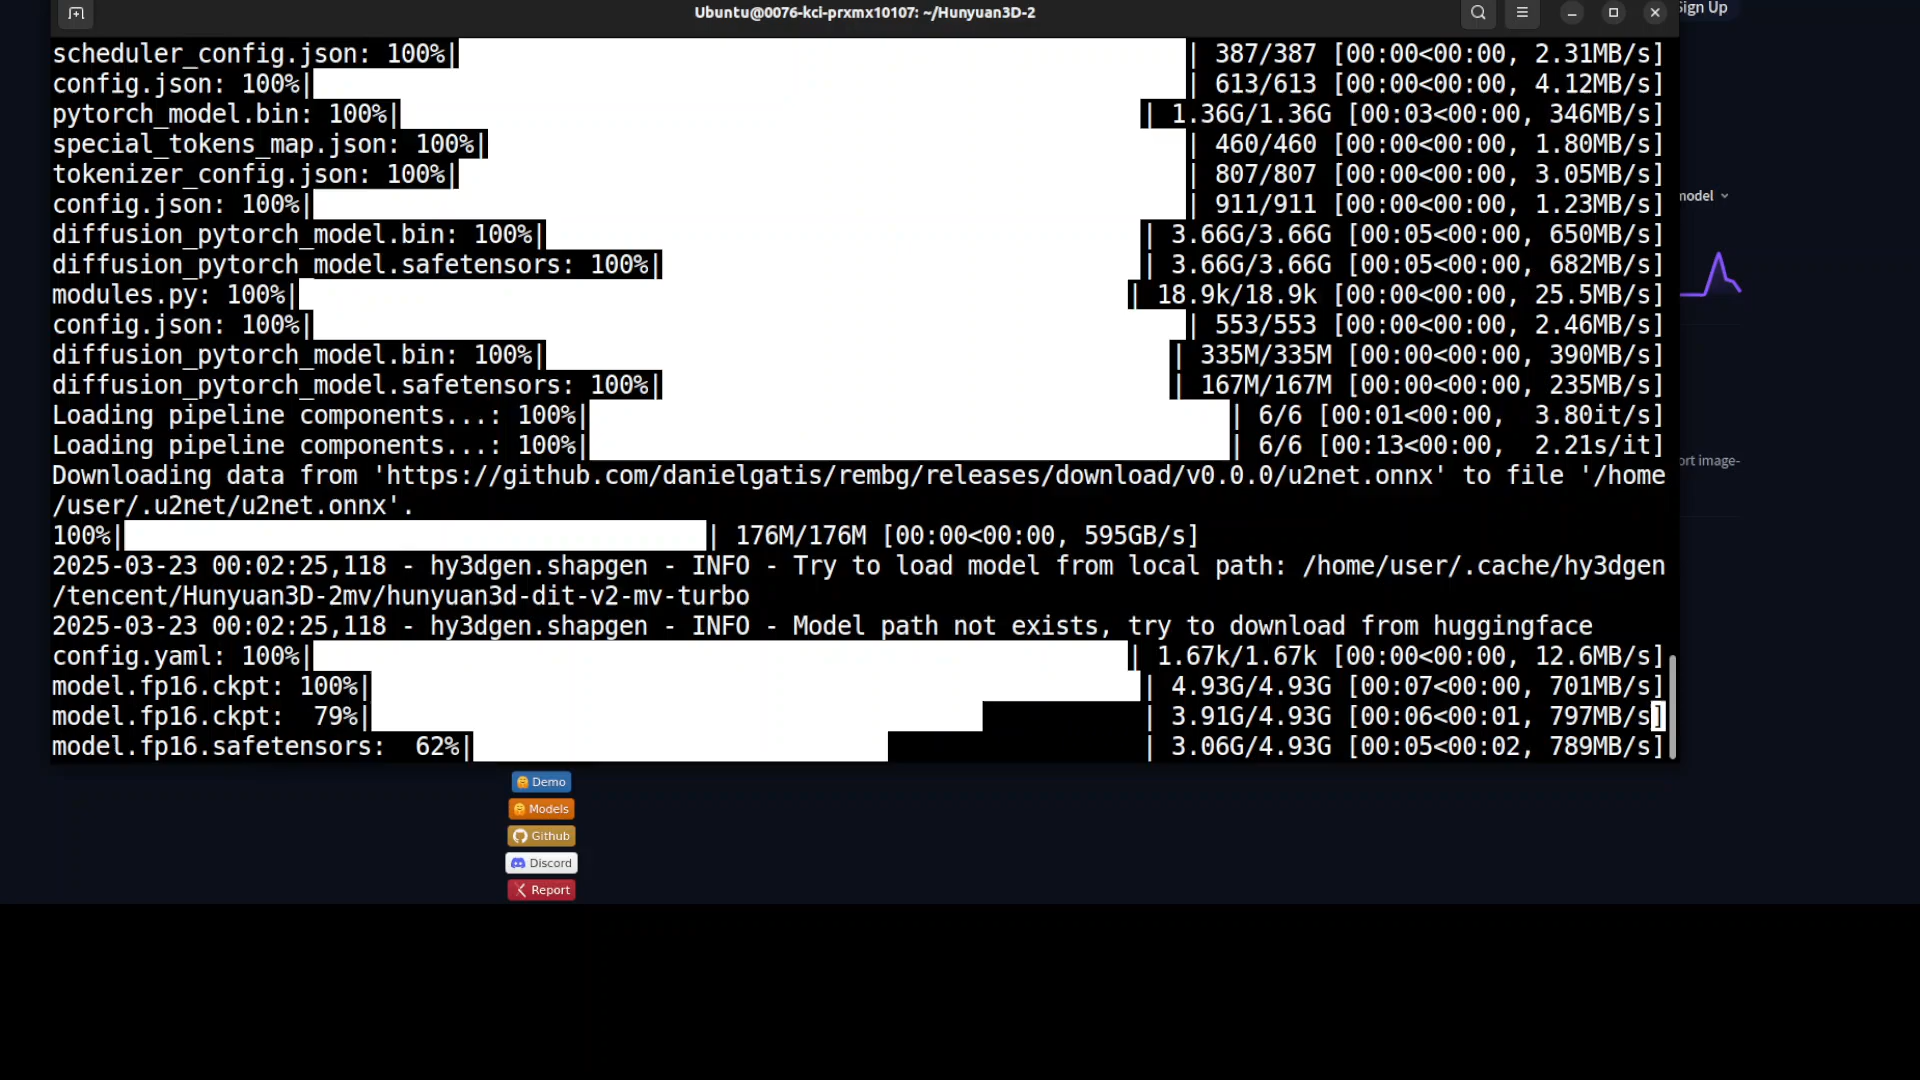 Ubuntu@0076-kci-prxmx10107: ~/Hunyuan3D-2
Sign Up
scheduler_config.json: 100%| | 387/387 [00:00<00:00, 2.31MB/s]
config.json: 100%| | 613/613 [00:00<00:00, 4.12MB/s]
pytorch_model.bin: 100%| | 1.36G/1.36G [00:03<00:00, 346MB/s]
special_tokens_map.json: 100%| | 460/460 [00:00<00:00, 1.80MB/s]
tokenizer_config.json: 100%| | 807/807 [00:00<00:00, 3.05MB/s]
model
config.json: 100%| | 911/911 [00:00<00:00, 1.23MB/s]
diffusion_pytorch_model.bin: 100%| | 3.66G/3.66G [00:05<00:00, 650MB/s]
diffusion_pytorch_model.safetensors: 100%| | 3.66G/3.66G [00:05<00:00, 682MB/s]
modules.py: 100%| | 18.9k/18.9k [00:00<00:00, 25.5MB/s]
config.json: 100%| | 553/553 [00:00<00:00, 2.46MB/s]
diffusion_pytorch_model.bin: 100%| | 335M/335M [00:00<00:00, 390MB/s]
diffusion_pytorch_model.safetensors: 100%| | 167M/167M [00:00<00:00, 235MB/s]
Loading pipeline components...: 100%| | 6/6 [00:01<00:00, 3.80it/s]
Loading pipeline components...: 100%| | 6/6 [00:13<00:00, 2.21s/it]
ort image-
Downloading data from 'https://github.com/danielgatis/rembg/releases/download/v0.0.0/u2net.onnx' to file '/home
/user/.u2net/u2net.onnx'.
100%| | 176M/176M [00:00<00:00, 595GB/s]
2025-03-23 00:02:25,118 - hy3dgen.shapgen - INFO - Try to load model from local path: /home/user/.cache/hy3dgen
/tencent/Hunyuan3D-2mv/hunyuan3d-dit-v2-mv-turbo
2025-03-23 00:02:25,118 - hy3dgen.shapgen - INFO - Model path not exists, try to download from huggingface
config.yaml: 100%| | 1.67k/1.67k [00:00<00:00, 12.6MB/s]
model.fp16.ckpt: 100%| | 4.93G/4.93G [00:07<00:00, 701MB/s]
model.fp16.ckpt: 79%| | 3.91G/4.93G [00:06<00:01, 797MB/s]
model.fp16.safetensors: 62%| | 3.06G/4.93G [00:05<00:02, 789MB/s]
Demo
Models
Github
Discord
Report